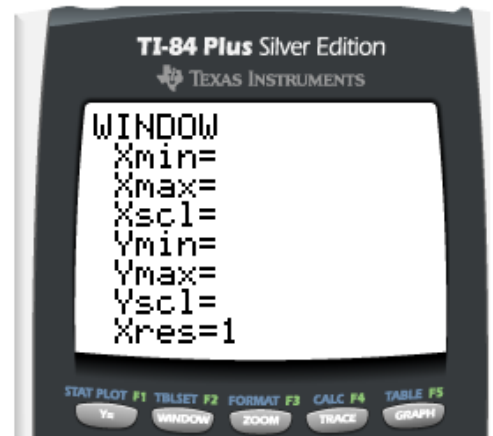 TI-84 Plus Silver Edition
TEXAS INSTRUMENTS
WINDOW
Xmin=
Xmax=
Xscl=
Ymin=
Ymax=
Yscl=
Xres=1
STAT PLOT F1 TBLSET F2 FORMAT F3 CALC F4 TABLE F5
Y= WINDOW ZOOM TRACE GRAPH